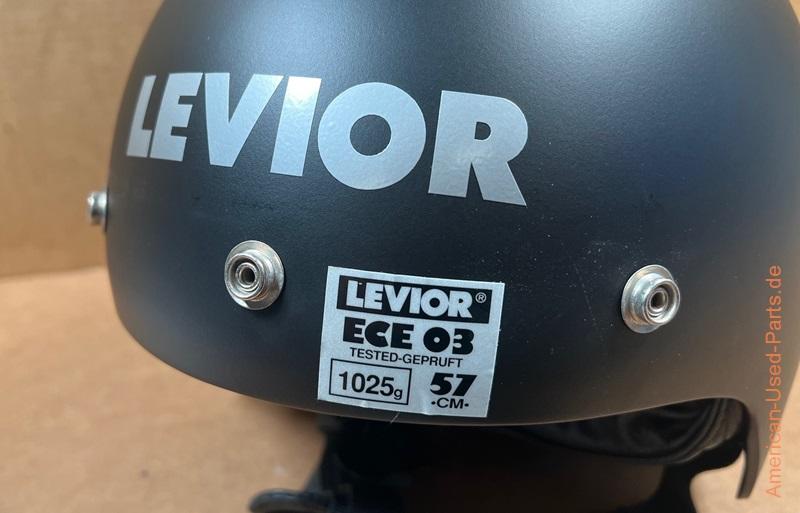 LEVIOR
LEVIOR®
ECE 03
TESTED-GEPRUFT
1025g
57
·CM·
American-Used-Parts.de